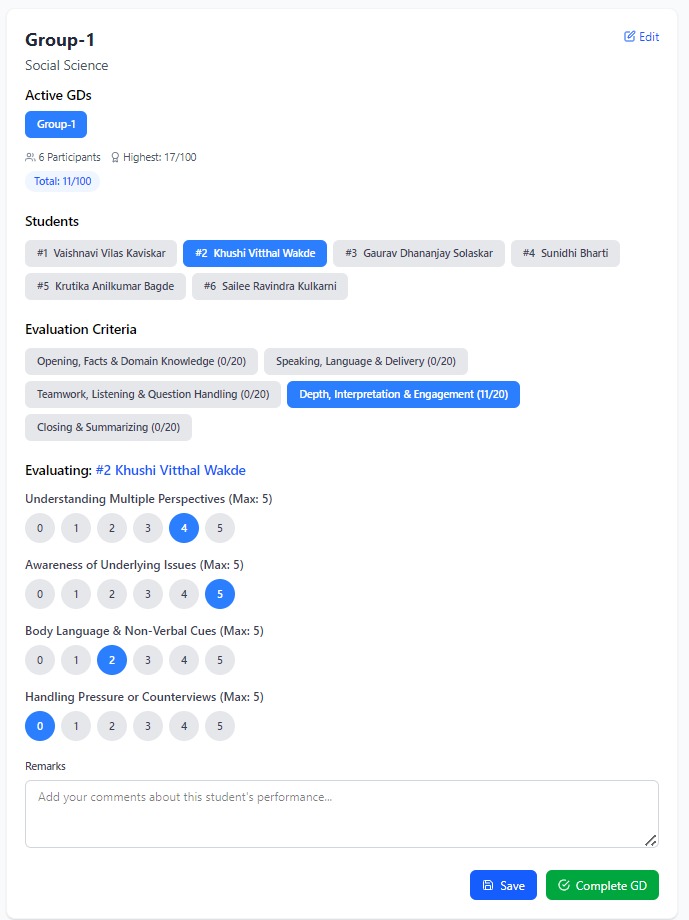 Group-1
Edit
Social Science
Active GDs
Group-1
6 Participants Highest: 17/100
Total: 11/100
Students
#1 Vaishnavi Vilas Kaviskar #2 Khushi Vitthal Wakde #3 Gaurav Dhananjay Solaskar #4 Sunidhi Bharti
#5 Krutika Anilkumar Bagde #6 Sailee Ravindra Kulkarni
Evaluation Criteria
Opening, Facts & Domain Knowledge (0/20) Speaking, Language & Delivery (0/20)
Teamwork, Listening & Question Handling (0/20) Depth, Interpretation & Engagement (11/20)
Closing & Summarizing (0/20)
Evaluating: #2 Khushi Vitthal Wakde
Understanding Multiple Perspectives (Max: 5)
0 1 2 3 4 5
Awareness of Underlying Issues (Max: 5)
0 1 2 3 4 5
Body Language & Non-Verbal Cues (Max: 5)
0 1 2 3 4 5
Handling Pressure or Counterviews (Max: 5)
0 1 2 3 4 5
Remarks
Add your comments about this student's performance...
Save Complete GD